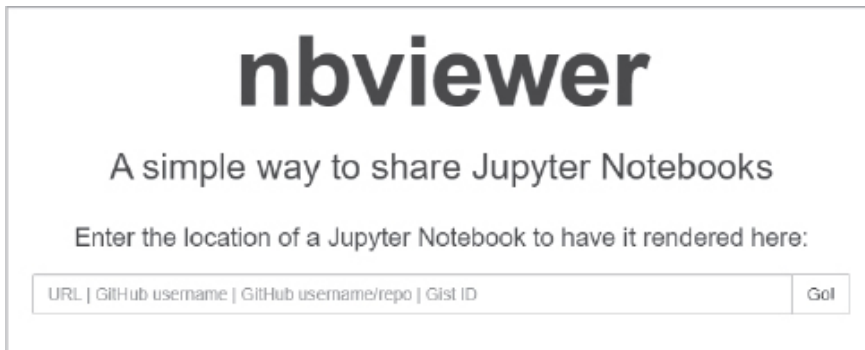 nbviewer
A simple way to share Jupyter Notebooks
Enter the location of a Jupyter Notebook to have it rendered here:
URL | GitHub username | GitHub username/repo | Gist ID
Go!